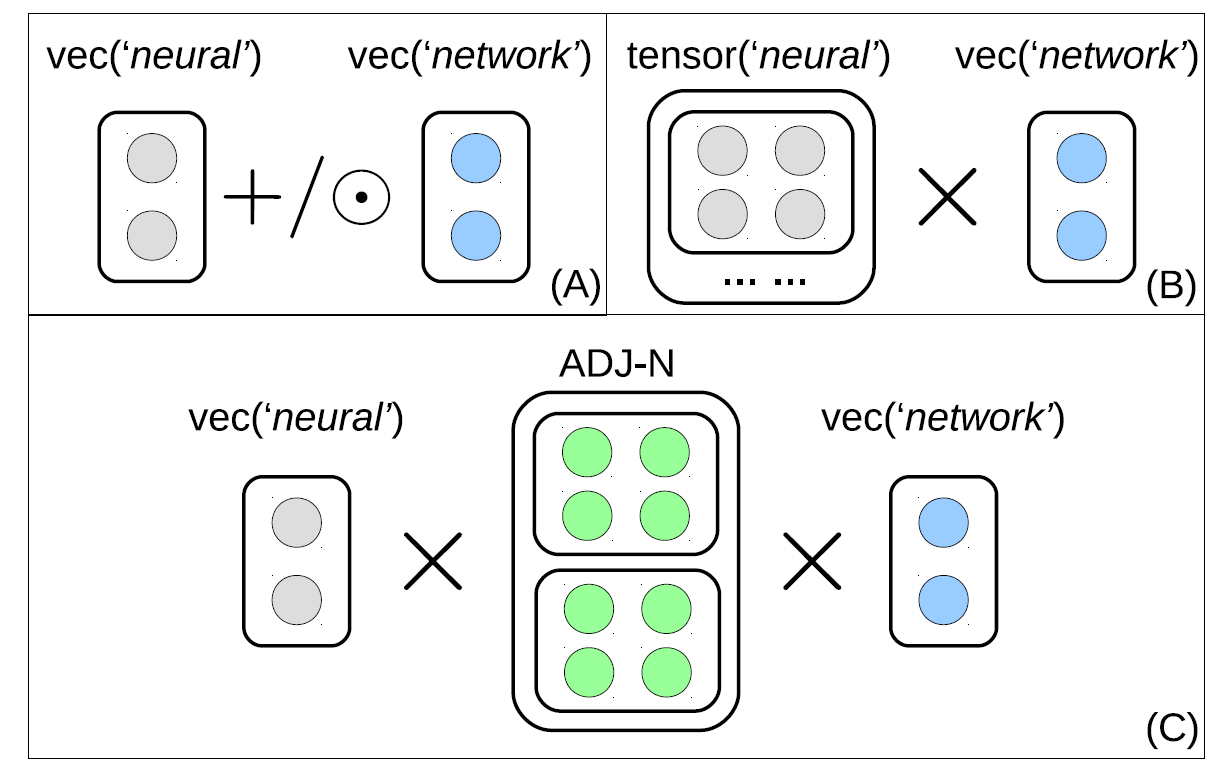 vec(‘neural’) vec(‘network’)
+ / ⊙
(A)
tensor(‘neural’) vec(‘network’)
... ...
×
(B)
ADJ-N
vec(‘neural’) vec(‘network’)
× ×
(C)